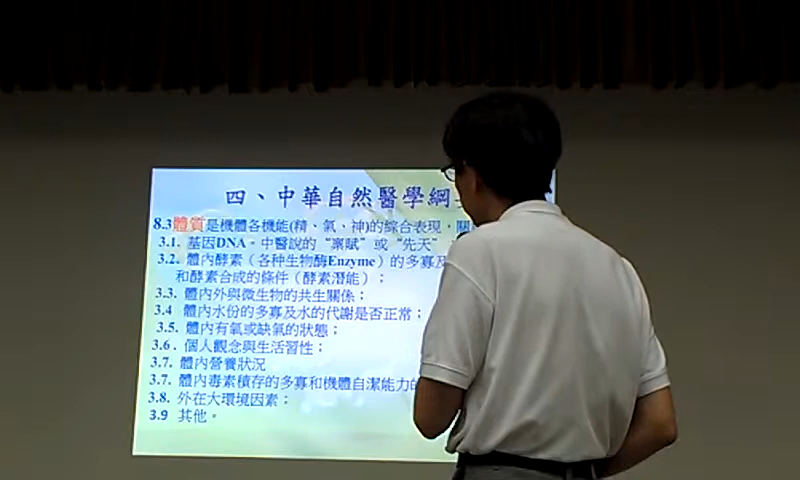 四、中華自然醫學綱
8.3體質是機體各機能(精、氣、神)的綜合表現，關
3.1. 基因DNA。中醫說的“稟賦”或“先天”
3.2. 體內酵素（各种生物酶Enzyme）的多寡及
和酵素合成的條件（酵素潛能）；
3.3. 體內外與微生物的共生關係；
3.4 體內水份的多寡及水的代謝是否正常；
3.5. 體內有氧或缺氧的狀態；
3.6. 個人觀念與生活習性；
3.7. 體內營養狀況
3.7. 體內毒素積存的多寡和機體自潔能力的
3.8. 外在大環境因素：
3.9 其他。